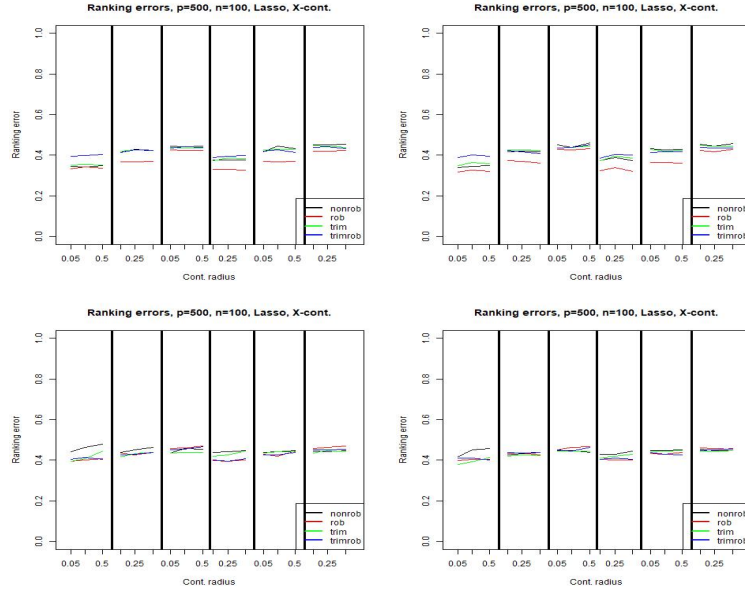 Ranking errors, p=500, n=100, Lasso, X-cont.
Ranking error
1.0
0.8
0.6
0.4
0.2
0.0
nonrob
rob
trim
trimrob
0.05 0.5 0.25 0.05 0.5 0.25 0.05 0.5 0.25
Cont. radius
Ranking errors, p=500, n=100, Lasso, X-cont.
Ranking error
1.0
0.8
0.6
0.4
0.2
0.0
nonrob
rob
trim
trimrob
0.05 0.5 0.25 0.05 0.5 0.25 0.05 0.5 0.25
Cont. radius
Ranking errors, p=500, n=100, Lasso, X-cont.
Ranking error
1.0
0.8
0.6
0.4
0.2
0.0
nonrob
rob
trim
trimrob
0.05 0.5 0.25 0.05 0.5 0.25 0.05 0.5 0.25
Cont. radius
Ranking errors, p=500, n=100, Lasso, X-cont.
Ranking error
1.0
0.8
0.6
0.4
0.2
0.0
nonrob
rob
trim
trimrob
0.05 0.5 0.25 0.05 0.5 0.25 0.05 0.5 0.25
Cont. radius